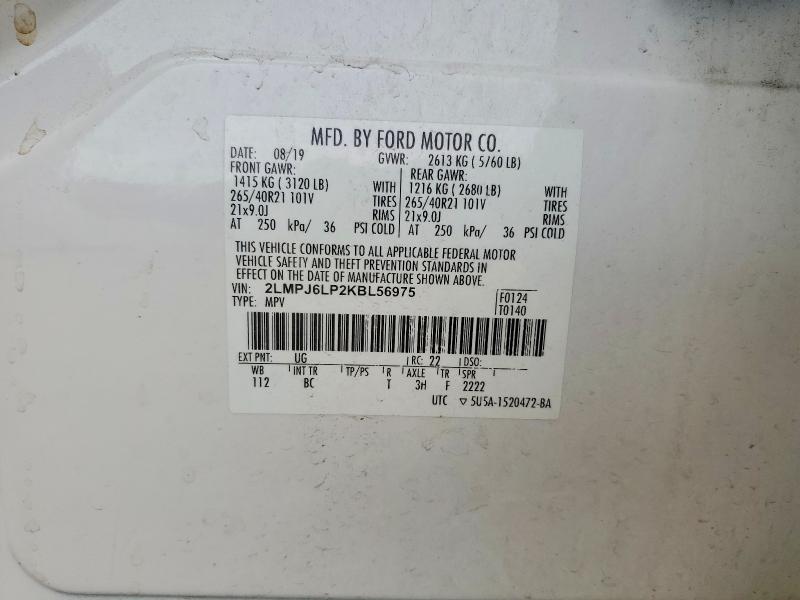 MFD. BY FORD MOTOR CO.
DATE: 08/19 GVWR: 2613 KG ( 5760 LB)
FRONT GAWR: REAR GAWR:
1415 KG ( 3120 LB) WITH 1216 KG ( 2680 LB) WITH
265/40R21 101V TIRES 265/40R21 101V TIRES
21x9.0J RIMS 21x9.0J RIMS
AT 250 kPa/ 36 PSI COLD AT 250 kPa/ 36 PSI COLD
THIS VEHICLE CONFORMS TO ALL APPLICABLE FEDERAL MOTOR
VEHICLE SAFETY AND THEFT PREVENTION STANDARDS IN
EFFECT ON THE DATE OF MANUFACTURE SHOWN ABOVE.
VIN: 2LMPJ6LP2KBL56975 F0124
TYPE: MPV T0140
EXT PNT: UG RC: 22 DSO:
WB INT TR TP/PS R AXLE TR SPR
112 BC T 3H F 2222
UTC ▽ 5U5A-1520472-BA